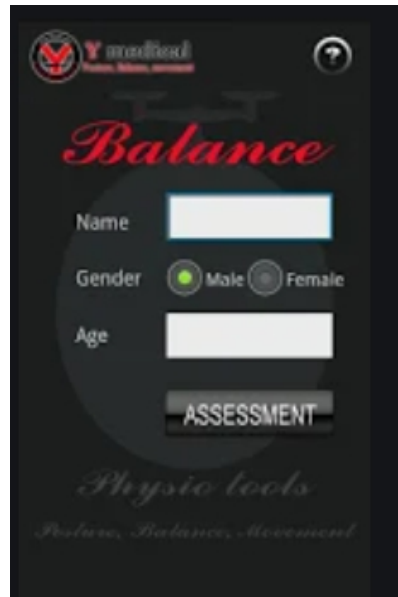 Y medical
Posture, Balance, movement
?
Balance
Name
Gender Male Female
Age
ASSESSMENT
Physio tools
Posture, Balance, Movement